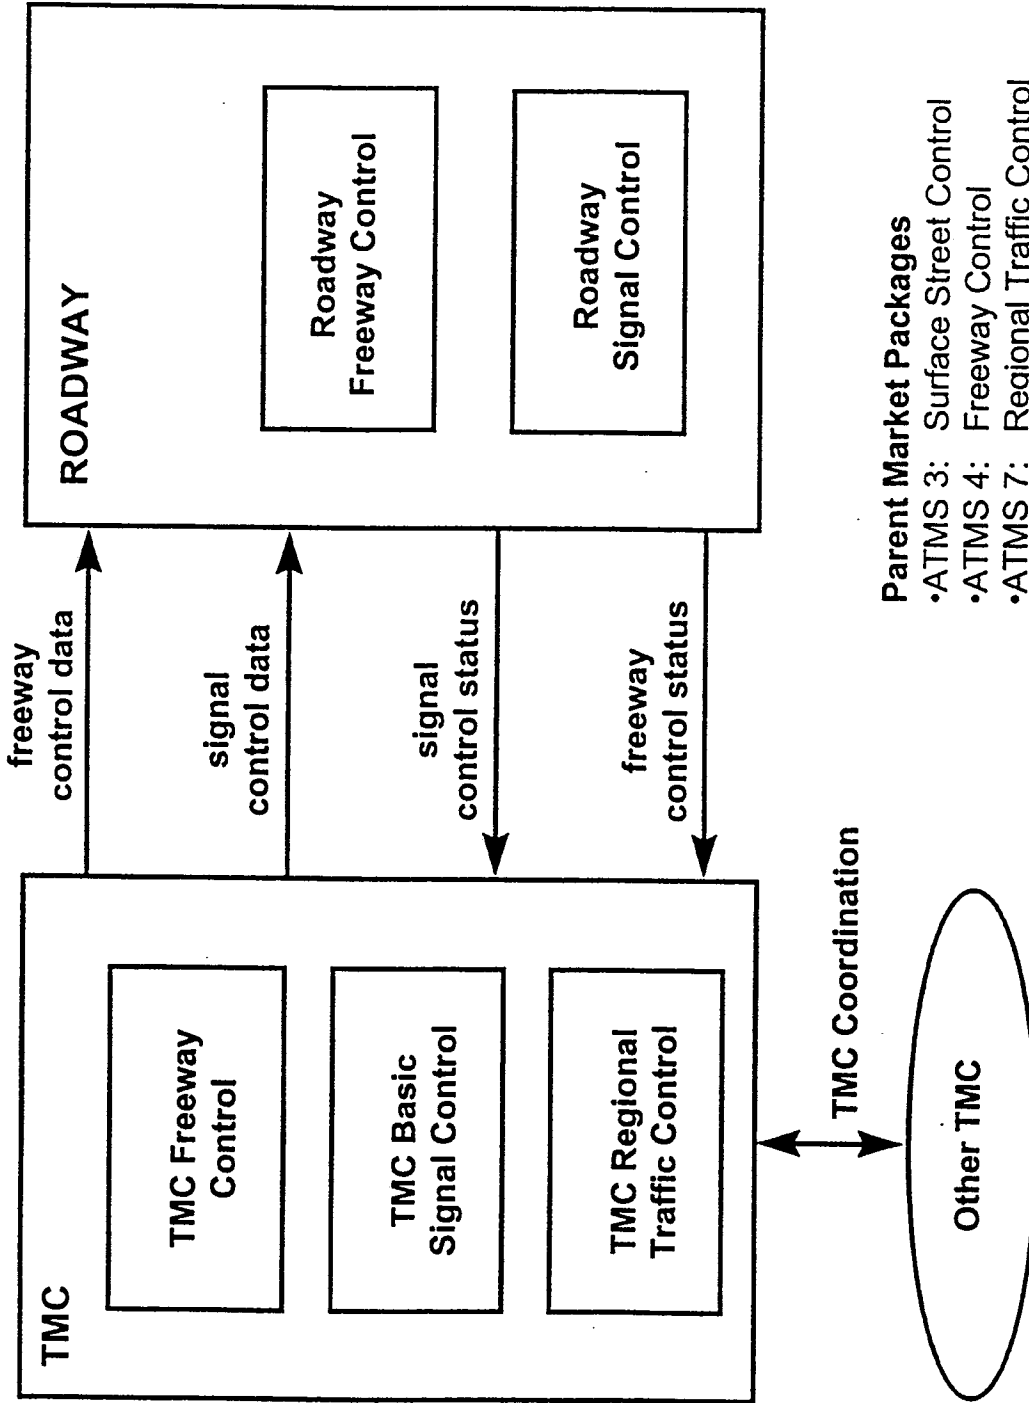 TMC
TMC Freeway
Control
TMC Basic
Signal Control
TMC Regional
Traffic Control
freeway
control data
signal
control data
signal
control status
freeway
control status
ROADWAY
Roadway
Freeway Control
Roadway
Signal Control
TMC Coordination
Other TMC
Parent Market Packages
•ATMS 3: Surface Street Control
•ATMS 4: Freeway Control
•ATMS 7: Regional Traffic Control